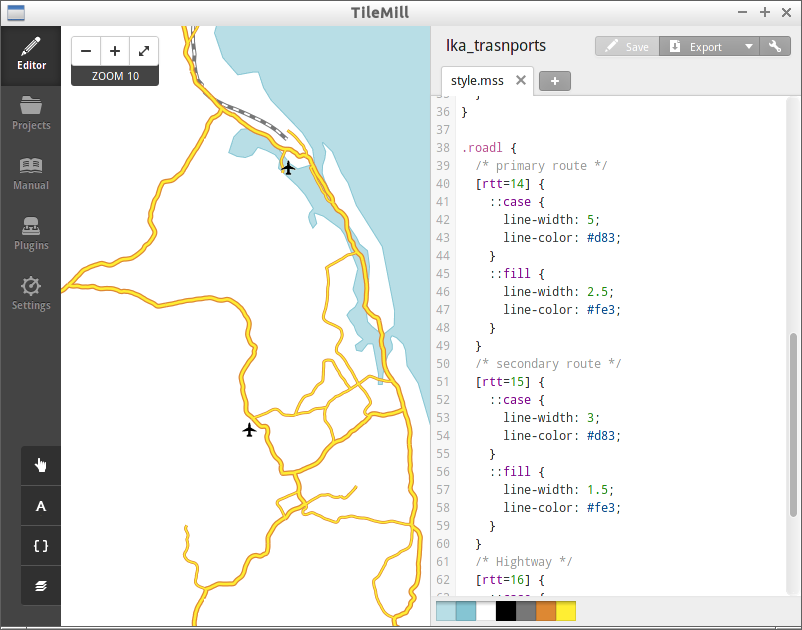 TileMill
Editor
Projects
Manual
Plugins
Settings
A
{ }
ZOOM 10
lka_trasnports
Save
Export
style.mss
36 }
37
38 .roadl {
39 /* primary route */
40 [rtt=14] {
41 ::case {
42 line-width: 5;
43 line-color: #d83;
44 }
45 ::fill {
46 line-width: 2.5;
47 line-color: #fe3;
48 }
49 }
50 /* secondary route */
51 [rtt=15] {
52 ::case {
53 line-width: 3;
54 line-color: #d83;
55 }
56 ::fill {
57 line-width: 1.5;
58 line-color: #fe3;
59 }
60 }
61 /* Hightway */
62 [rtt=16] {